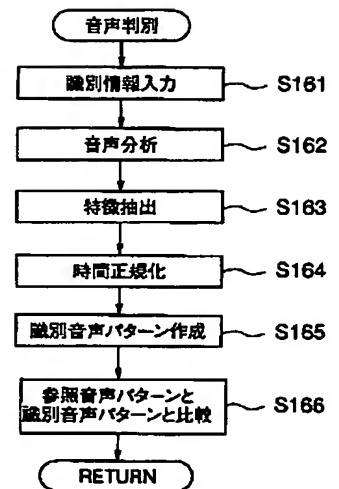 音声判別
識別情報入力 S161
音声分析 S162
特徴抽出 S163
時間正規化 S164
識別音声パターン作成 S165
参照音声パターンと
識別音声パターンと比較 S166
RETURN